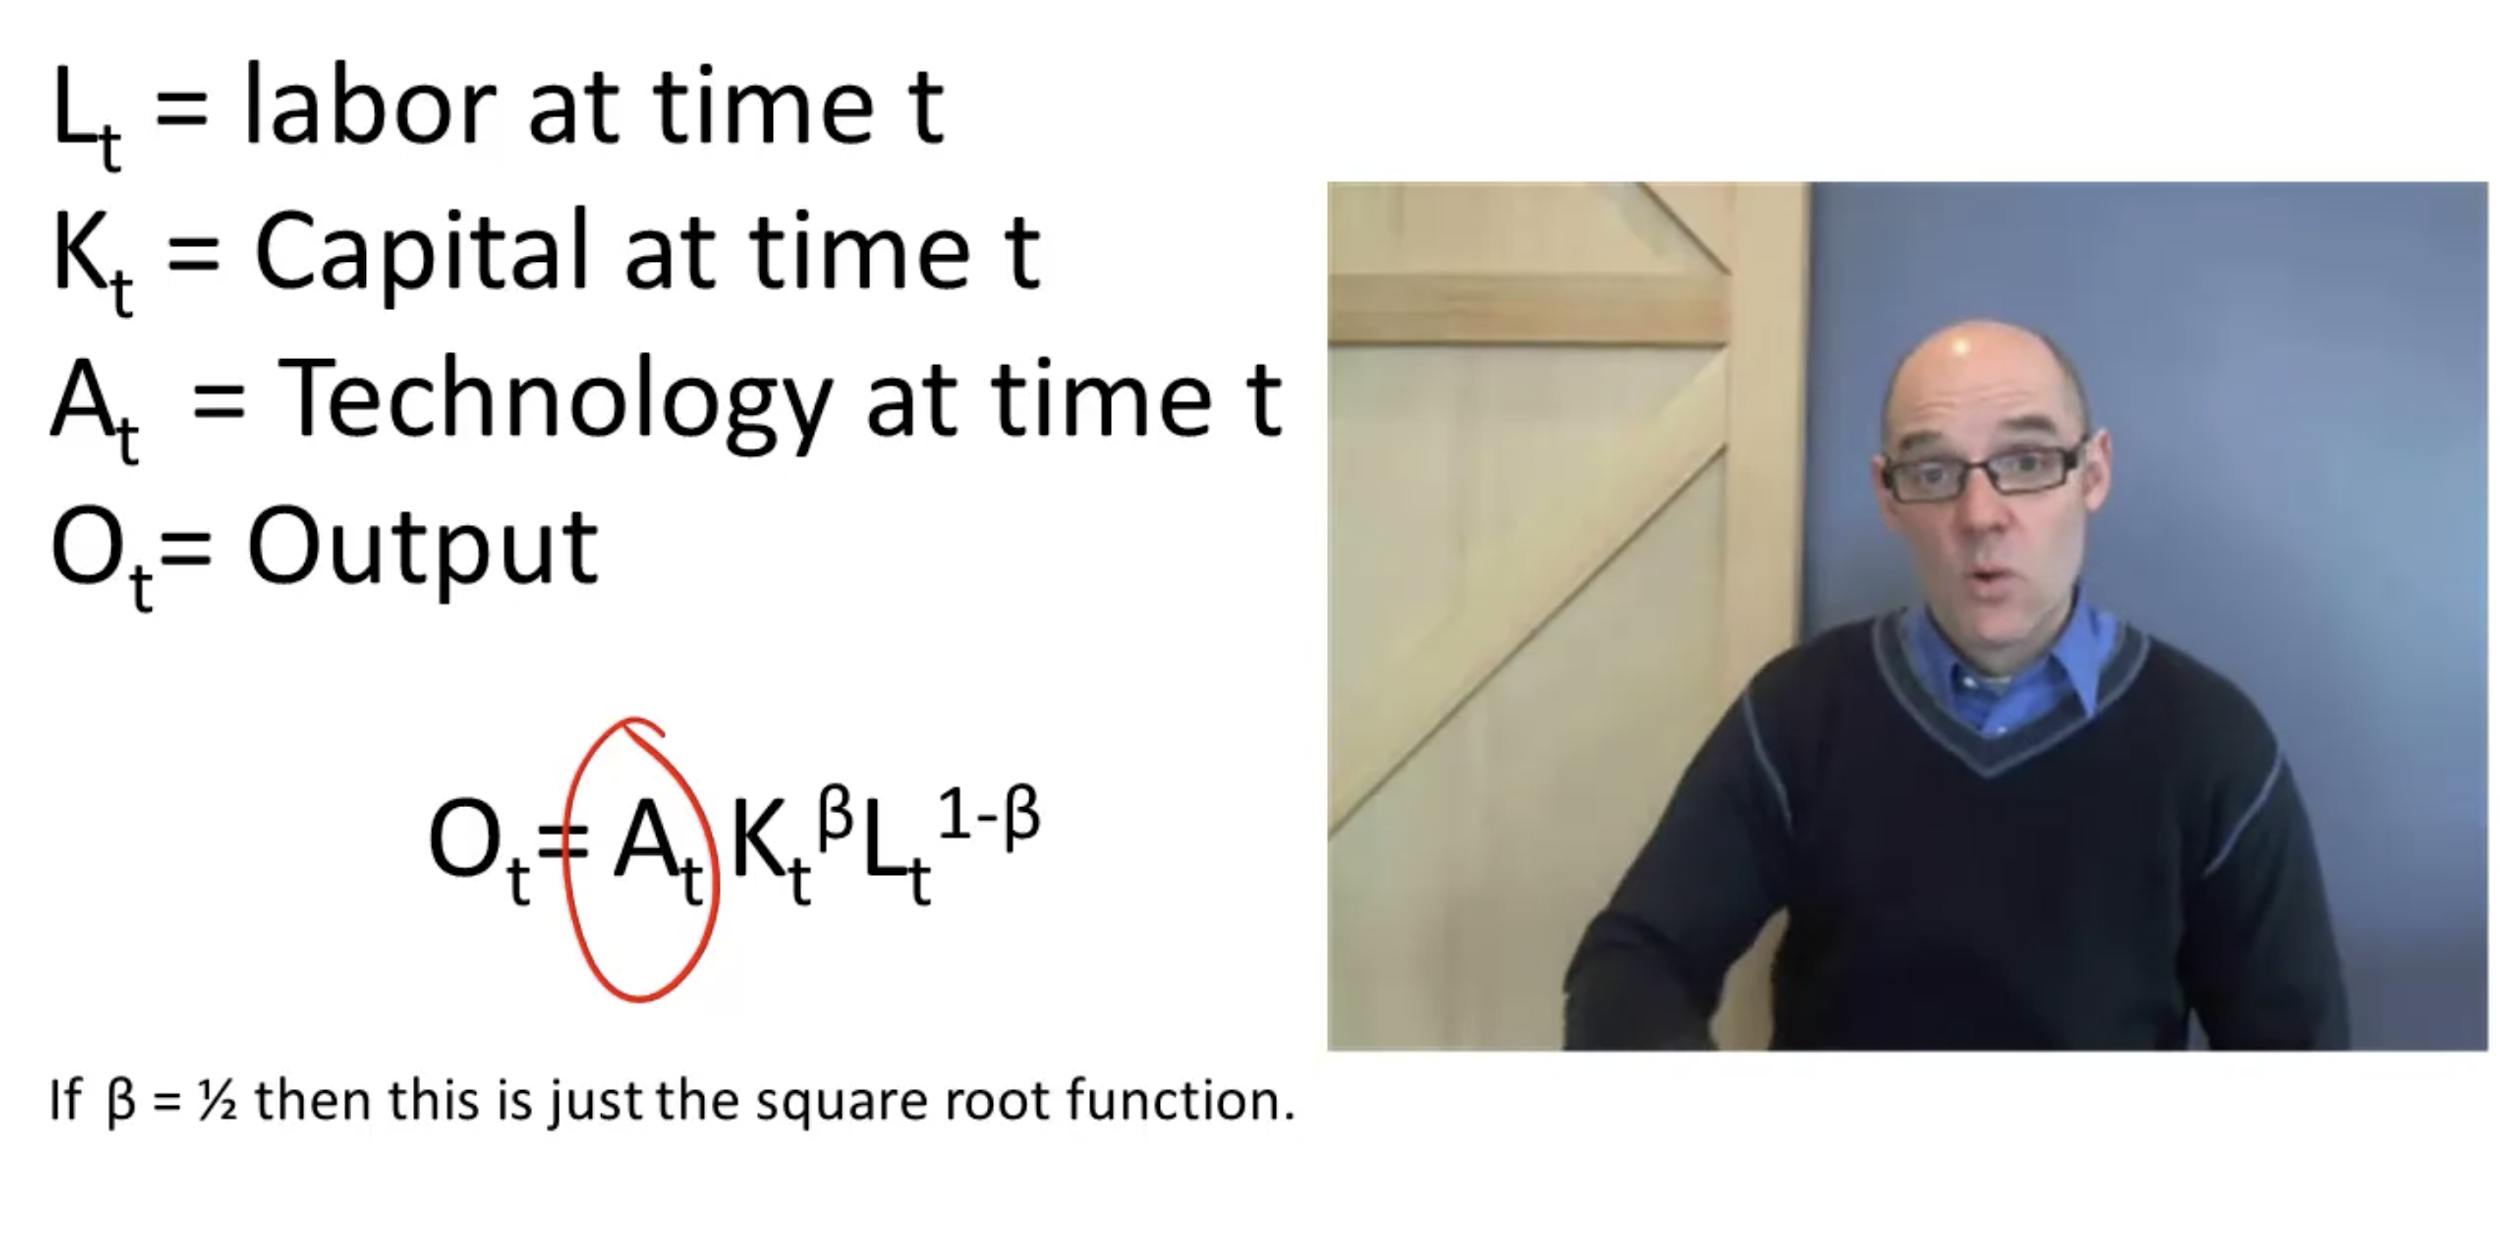 Lt = labor at time t
Kt = Capital at time t
At = Technology at time t
Ot= Output
Ot= At Ktβ Lt1-β
If β = ½ then this is just the square root function.